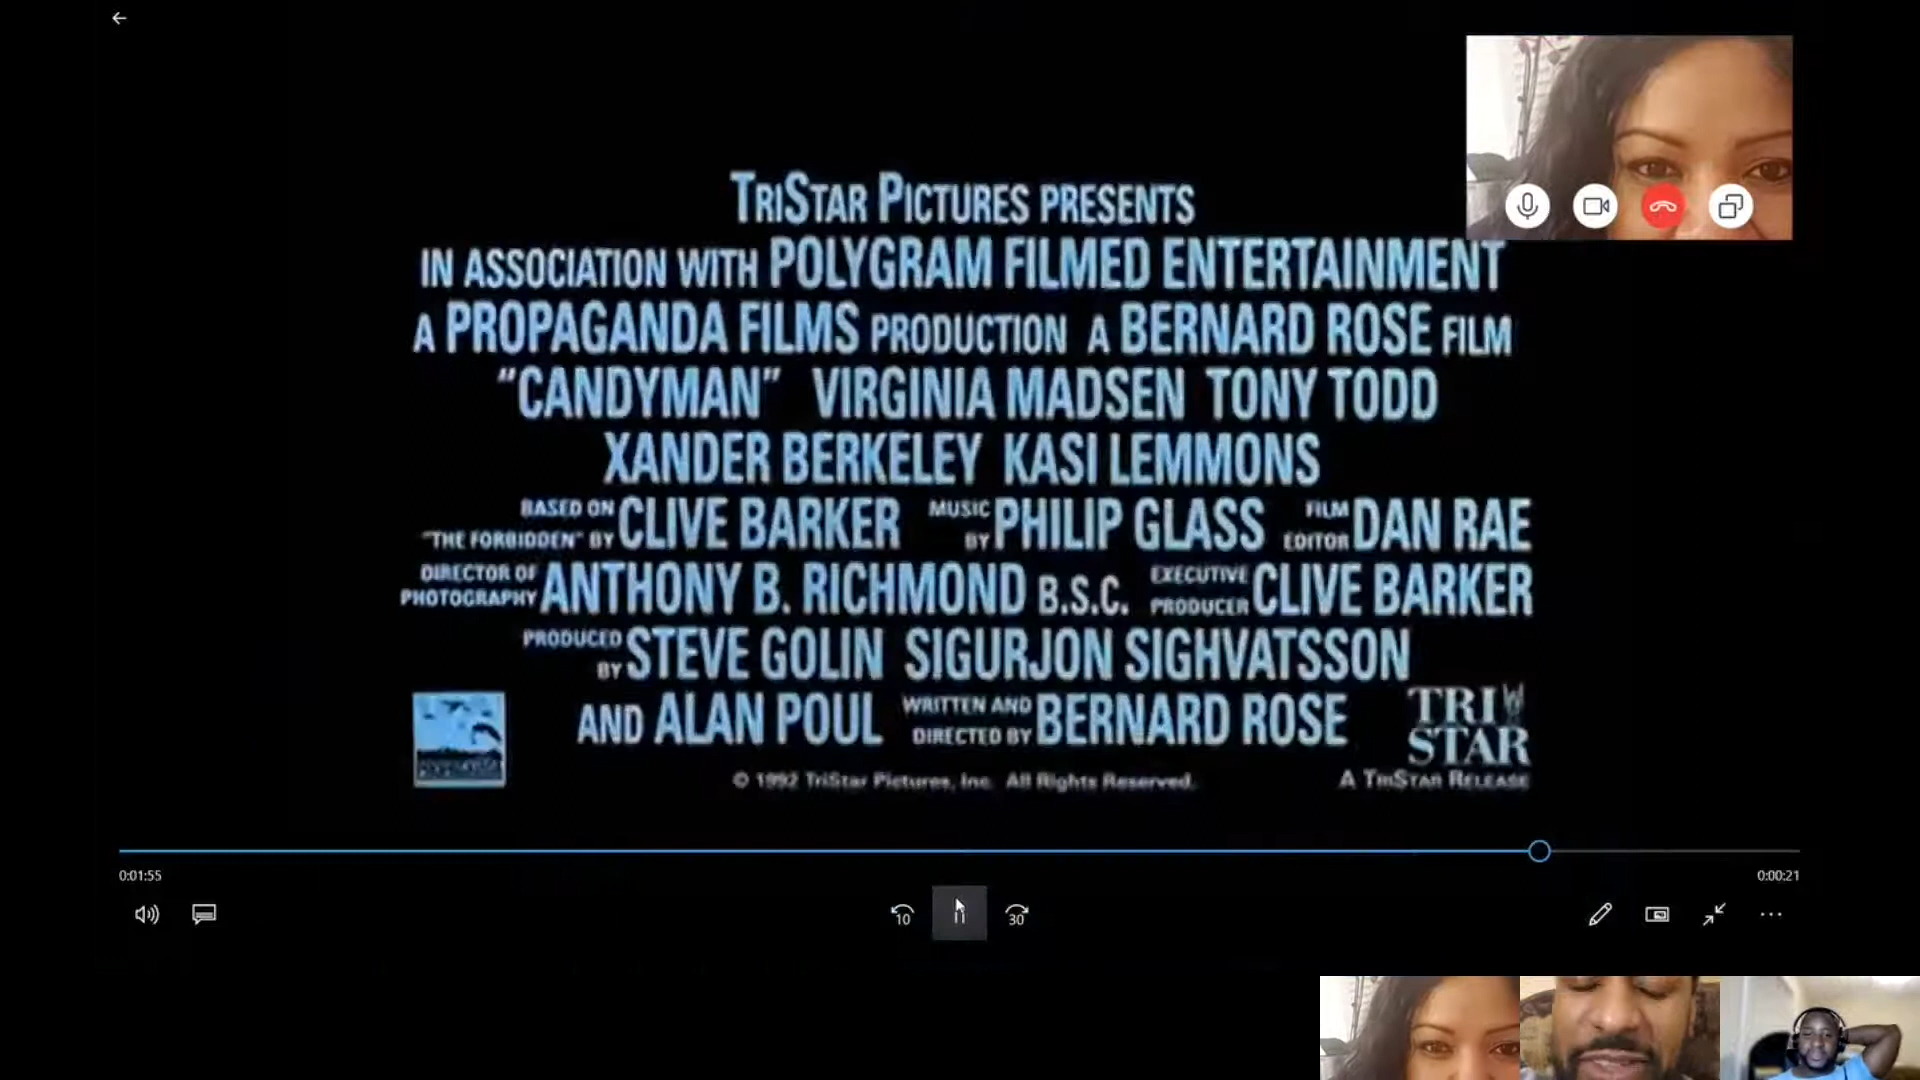 TRISTAR PICTURES PRESENTS
IN ASSOCIATION WITH POLYGRAM FILMED ENTERTAINMENT
A PROPAGANDA FILMS PRODUCTION A BERNARD ROSE FILM
"CANDYMAN" VIRGINIA MADSEN TONY TODD
XANDER BERKELEY KASI LEMMONS
BASED ON "THE FORBIDDEN" BY CLIVE BARKER MUSIC BY PHILIP GLASS FILM EDITOR DAN RAE
DIRECTOR OF PHOTOGRAPHY ANTHONY B. RICHMOND B.S.C. EXECUTIVE PRODUCER CLIVE BARKER
PRODUCED BY STEVE GOLIN SIGURJON SIGHVATSSON
AND ALAN POUL WRITTEN AND DIRECTED BY BERNARD ROSE
TRI STAR
© 1992 TriStar Pictures, Inc. All Rights Reserved.
A TRISTAR RELEASE
0:01:55
0:00:21
10
30